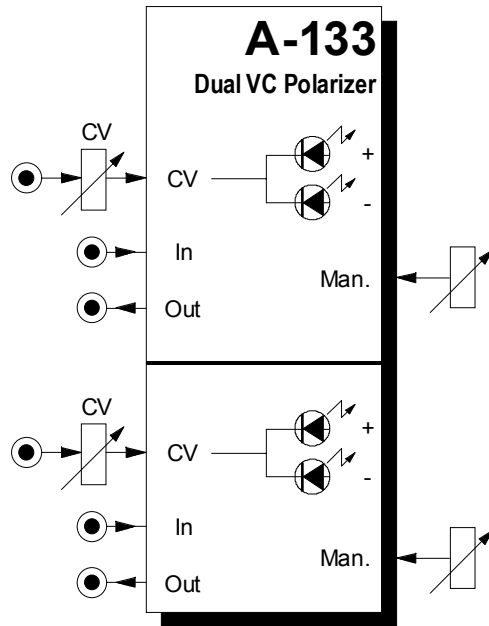 A-133
Dual VC Polarizer
CV
CV
+
-
In
Man.
Out
CV
CV
+
-
In
Man.
Out